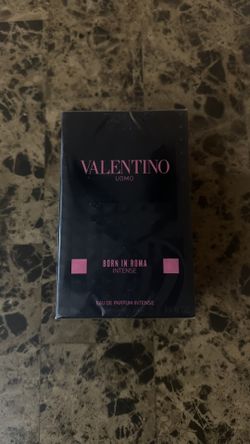 VALENTINO
UOMO
BORN IN ROMA
INTENSE
EAU DE PARFUM INTENSE